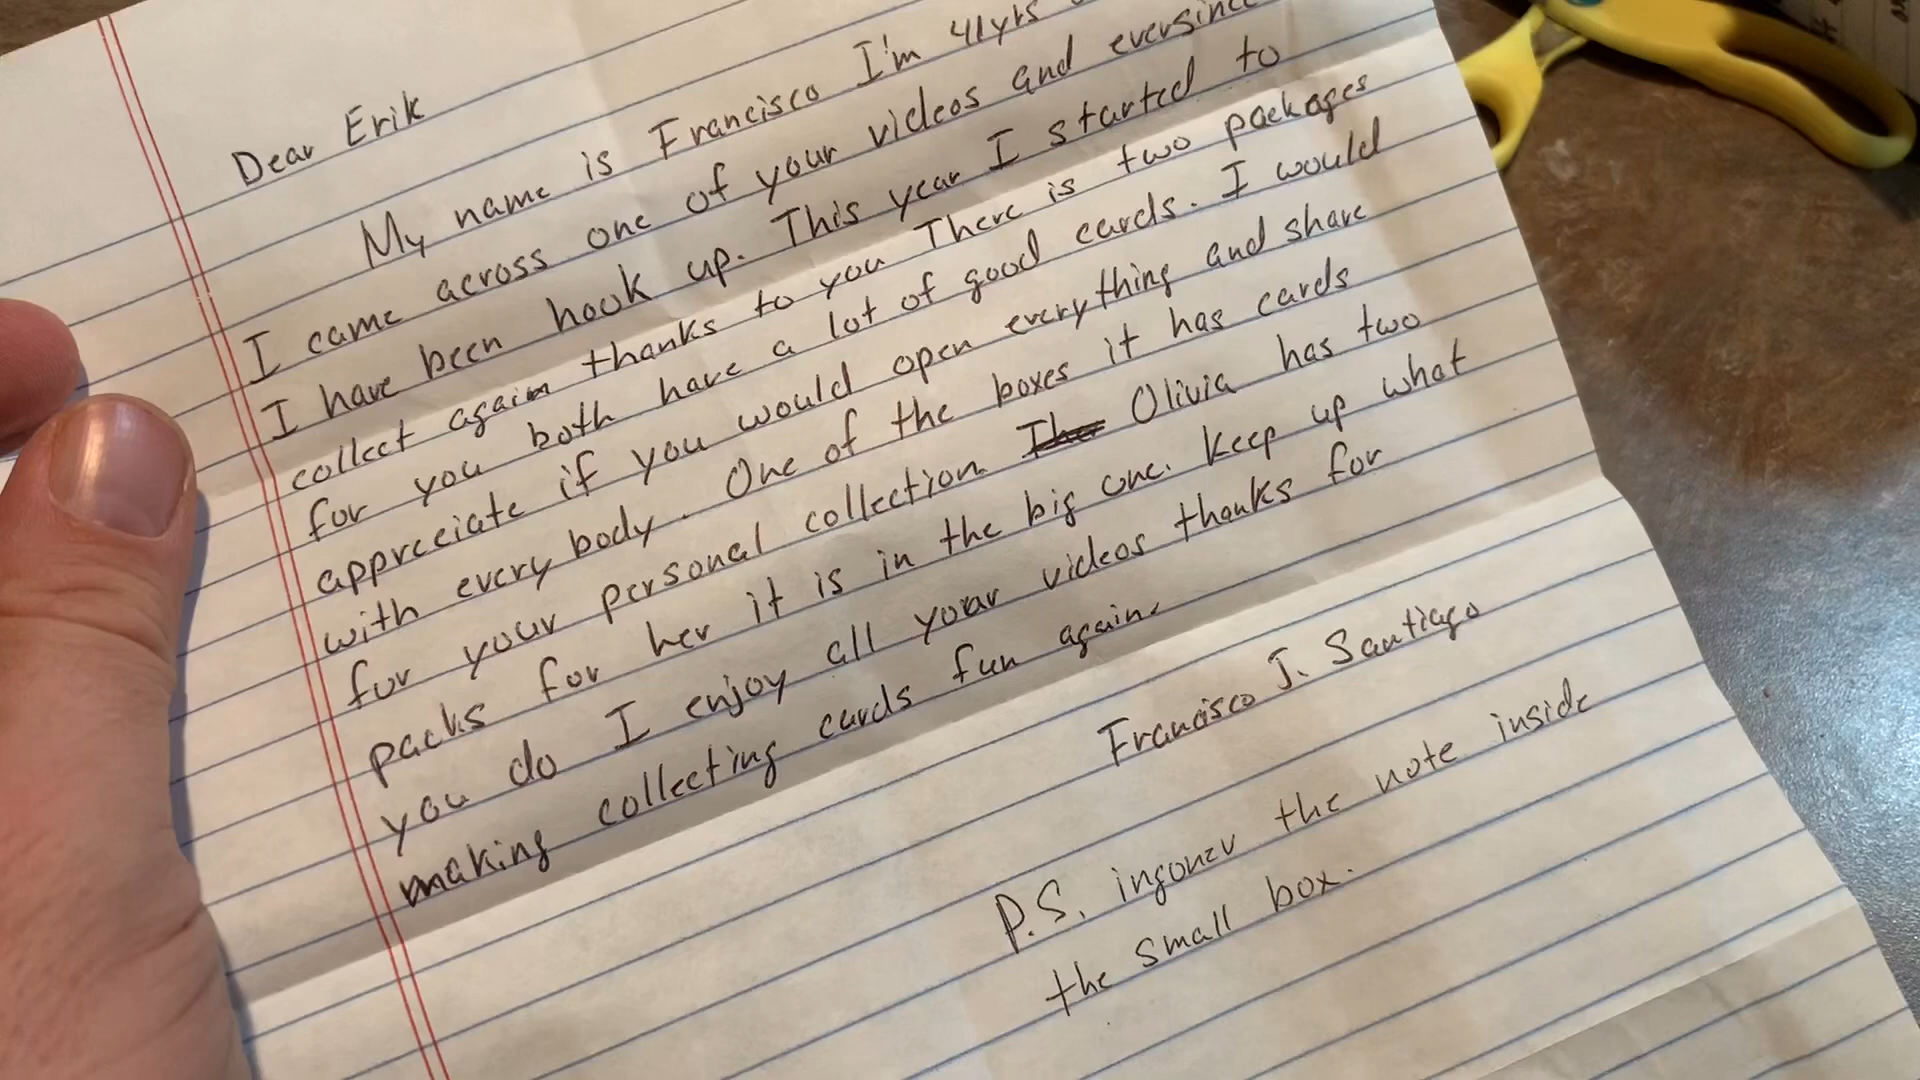 Dear Erik
My name is Francisco I'm 41yrs
I came across one of your videos and eversince
I have been hook up. This year I started to
collect again thanks to you There is two packages
for you both have a lot of good cards. I would
appreciate if you would open everything and share
with every body. One of the boxes it has cards
for your personal collection Olivia has two
packs for her it is in the big one. Keep up what
you do I enjoy all your videos thanks for
making collecting cards fun again.
Francisco J. Santiago
P.S. ingonev the note inside
the small box.